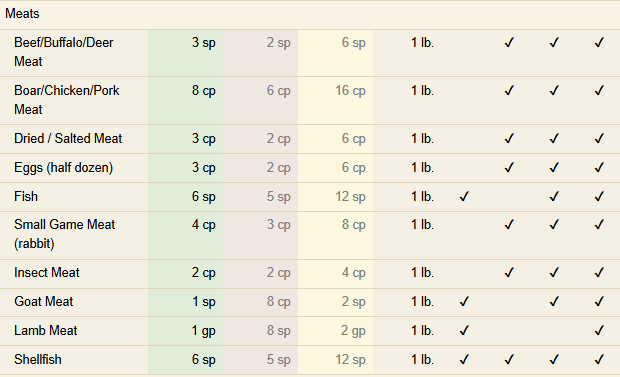 Meats
Beef/Buffalo/Deer Meat 3 sp 2 sp 6 sp 1 lb. ✓ ✓ ✓
Boar/Chicken/Pork Meat 8 cp 6 cp 16 cp 1 lb. ✓ ✓ ✓
Dried / Salted Meat 3 cp 2 cp 6 cp 1 lb. ✓ ✓ ✓
Eggs (half dozen) 3 cp 2 cp 6 cp 1 lb. ✓ ✓ ✓
Fish 6 sp 5 sp 12 sp 1 lb. ✓ ✓ ✓
Small Game Meat (rabbit) 4 cp 3 cp 8 cp 1 lb. ✓ ✓ ✓
Insect Meat 2 cp 2 cp 4 cp 1 lb. ✓ ✓ ✓
Goat Meat 1 sp 8 cp 2 sp 1 lb. ✓ ✓ ✓
Lamb Meat 1 gp 8 sp 2 gp 1 lb. ✓ ✓
Shellfish 6 sp 5 sp 12 sp 1 lb. ✓ ✓ ✓ ✓